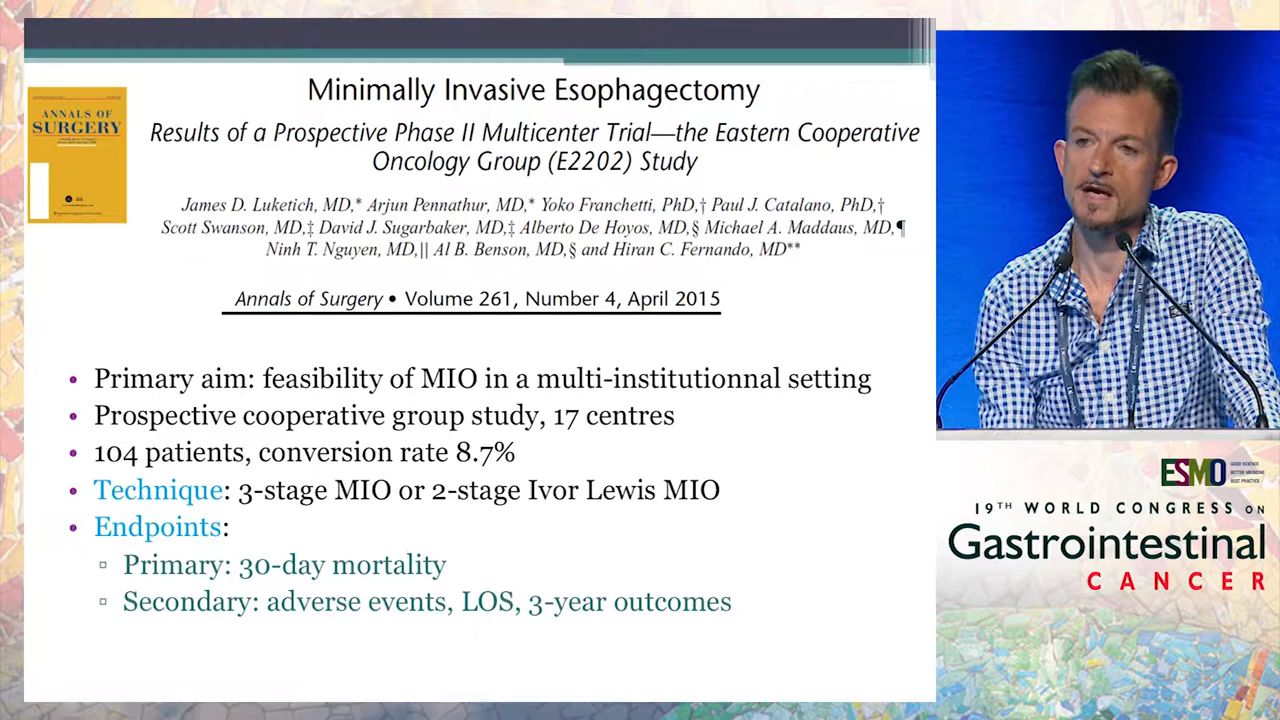 Minimally Invasive Esophagectomy
ANNALS OF
SURGERY
Results of a Prospective Phase II Multicenter Trial—the Eastern Cooperative
Oncology Group (E2202) Study
James D. Luketich, MD,* Arjun Pennathur, MD,* Yoko Franchetti, PhD,† Paul J. Catalano, PhD,†
Scott Swanson, MD,‡ David J. Sugarbaker, MD,‡ Alberto De Hoyos, MD,§ Michael A. Maddaus, MD,¶
Ninh T. Nguyen, MD,|| Al B. Benson, MD,§ and Hiran C. Fernando, MD**
Annals of Surgery • Volume 261, Number 4, April 2015
• Primary aim: feasibility of MIO in a multi-institutionnal setting
• Prospective cooperative group study, 17 centres
• 104 patients, conversion rate 8.7%
• Technique: 3-stage MIO or 2-stage Ivor Lewis MIO
• Endpoints:
▫ Primary: 30-day mortality
▫ Secondary: adverse events, LOS, 3-year outcomes
ESMO
GOOD SCIENCE
BETTER MEDICINE
BEST PRACTICE
19TH WORLD CONGRESS ON
Gastrointestinal
CANCER